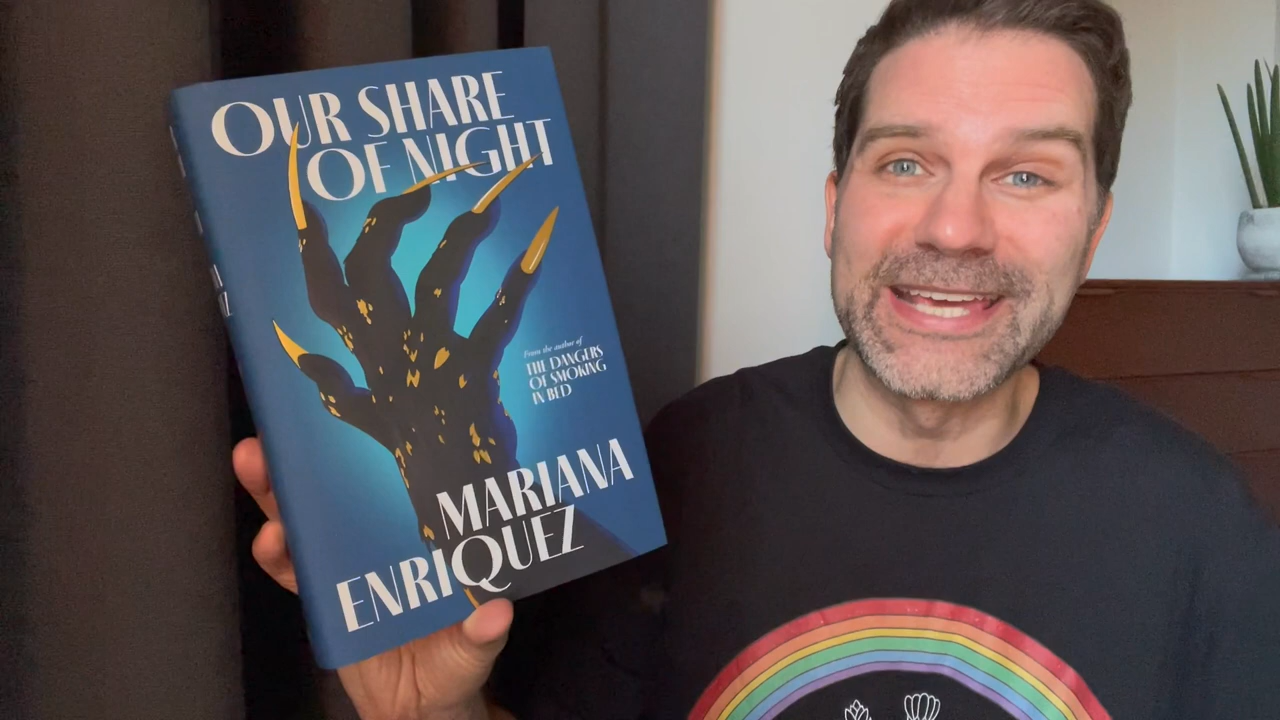 OUR SHARE
OF NIGHT
From the author of
THE DANGERS
OF SMOKING
IN BED
MARIANA
ENRIQUEZ